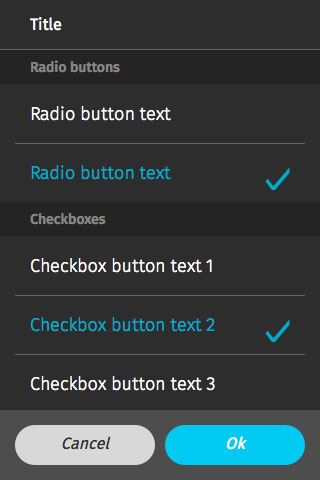 Title
Radio buttons
Radio button text
Radio button text
Checkboxes
Checkbox button text 1
Checkbox button text 2
Checkbox button text 3
Cancel Ok